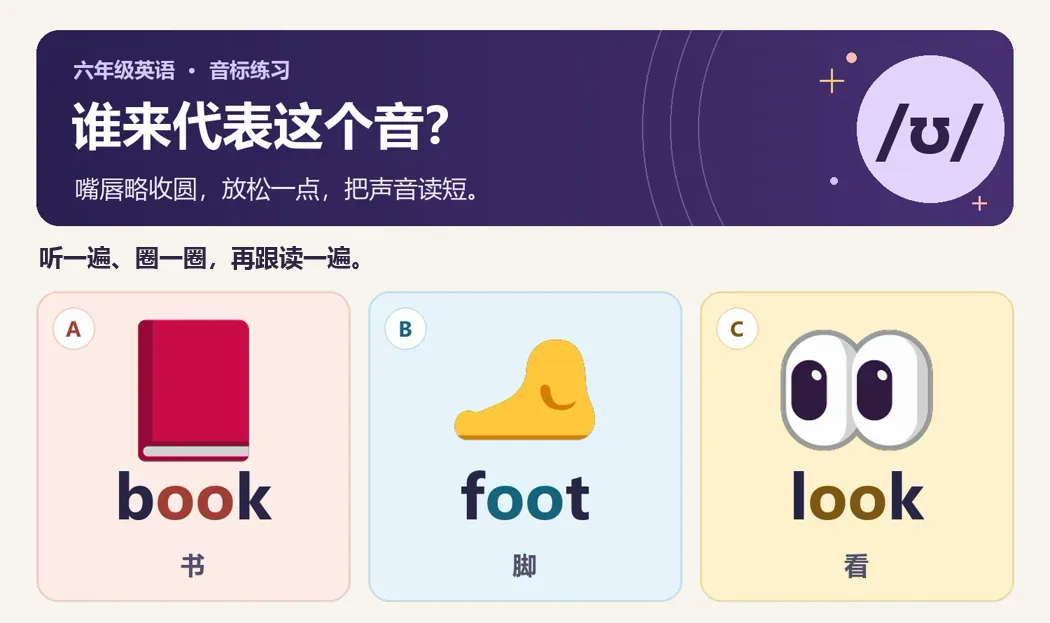 六年级英语 · 音标练习
谁来代表这个音？
/ʊ/
嘴唇略收圆，放松一点，把声音读短。
听一遍、圈一圈，再跟读一遍。
A
book
书
B
foot
脚
C
look
看